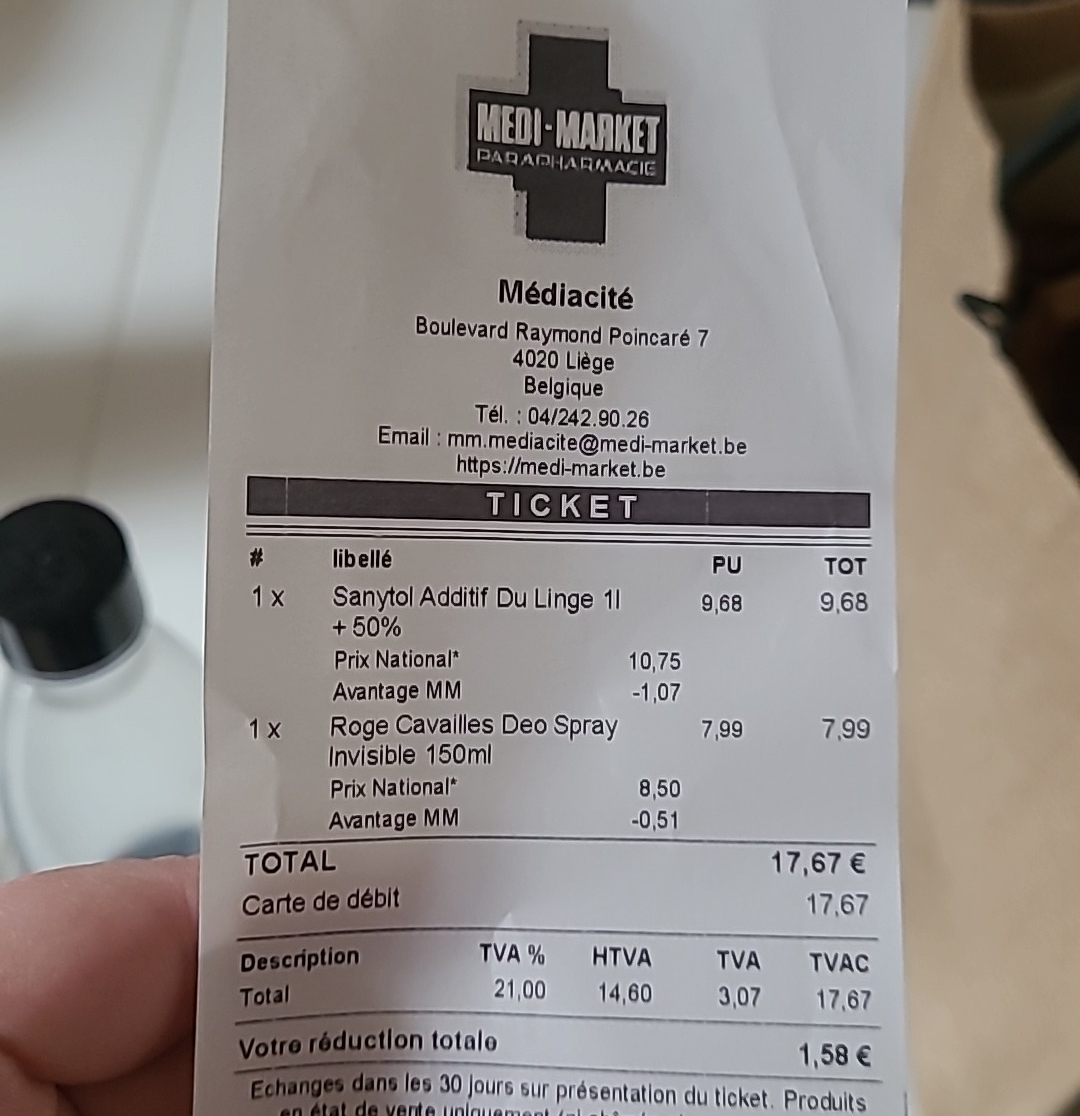 MEDI-MARKET
PARAPHARMACIE
Médiacité
Boulevard Raymond Poincaré 7
4020 Liège
Belgique
Tél. : 04/242.90.26
Email : mm.mediacite@medi-market.be
https://medi-market.be
TICKET
# libellé PU TOT
1 x Sanytol Additif Du Linge 1l 9,68 9,68
+ 50%
Prix National* 10,75
Avantage MM -1,07
1 x Roge Cavailles Deo Spray 7,99 7,99
Invisible 150ml
Prix National* 8,50
Avantage MM -0,51
TOTAL 17,67 €
Carte de débit 17,67
Description TVA % HTVA TVA TVAC
Total 21,00 14,60 3,07 17,67
Votre réduction totale 1,58 €
Echanges dans les 30 jours sur présentation du ticket. Produits
en état de vente uniquement